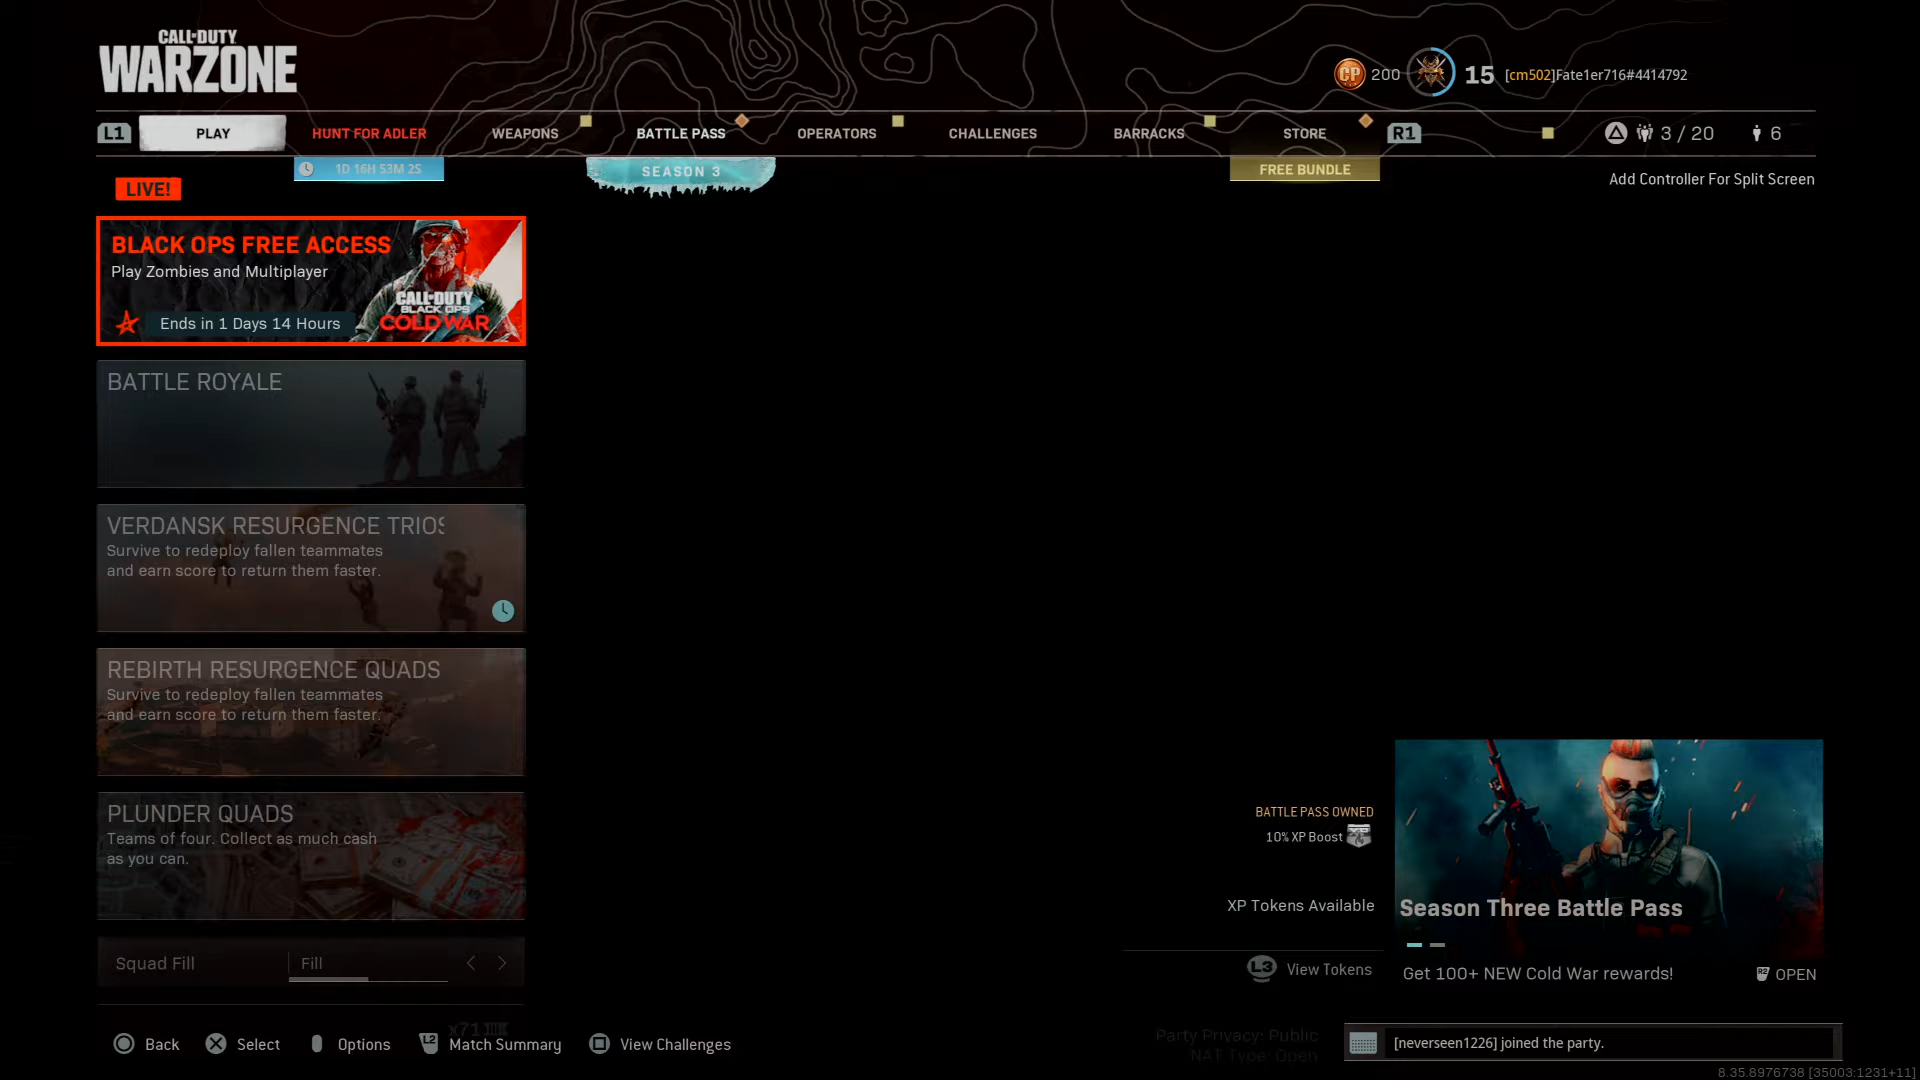 CALL OF DUTY
WARZONE
CP 200 15 [cm502]Fate1er716#4414792
L1 PLAY HUNT FOR ADLER WEAPONS BATTLE PASS OPERATORS CHALLENGES BARRACKS STORE R1 3 / 20 6
1D 16H 53M 2S SEASON 3 FREE BUNDLE
Add Controller For Split Screen
LIVE!
BLACK OPS FREE ACCESS
Play Zombies and Multiplayer
CALL OF DUTY
BLACK OPS
COLD WAR
Ends in 1 Days 14 Hours
BATTLE ROYALE
VERDANSK RESURGENCE TRIOS
Survive to redeploy fallen teammates
and earn score to return them faster.
REBIRTH RESURGENCE QUADS
Survive to redeploy fallen teammates
and earn score to return them faster.
PLUNDER QUADS
Teams of four. Collect as much cash
as you can.
Squad Fill Fill
BATTLE PASS OWNED
10% XP Boost
XP Tokens Available
L3 View Tokens
Season Three Battle Pass
Get 100+ NEW Cold War rewards! R2 OPEN
x71
Back Select Options L2 Match Summary View Challenges
Party Privacy: Public
NAT Type: Open
[neverseen1226] joined the party.
8.35.8976738 [35003:1231+11]